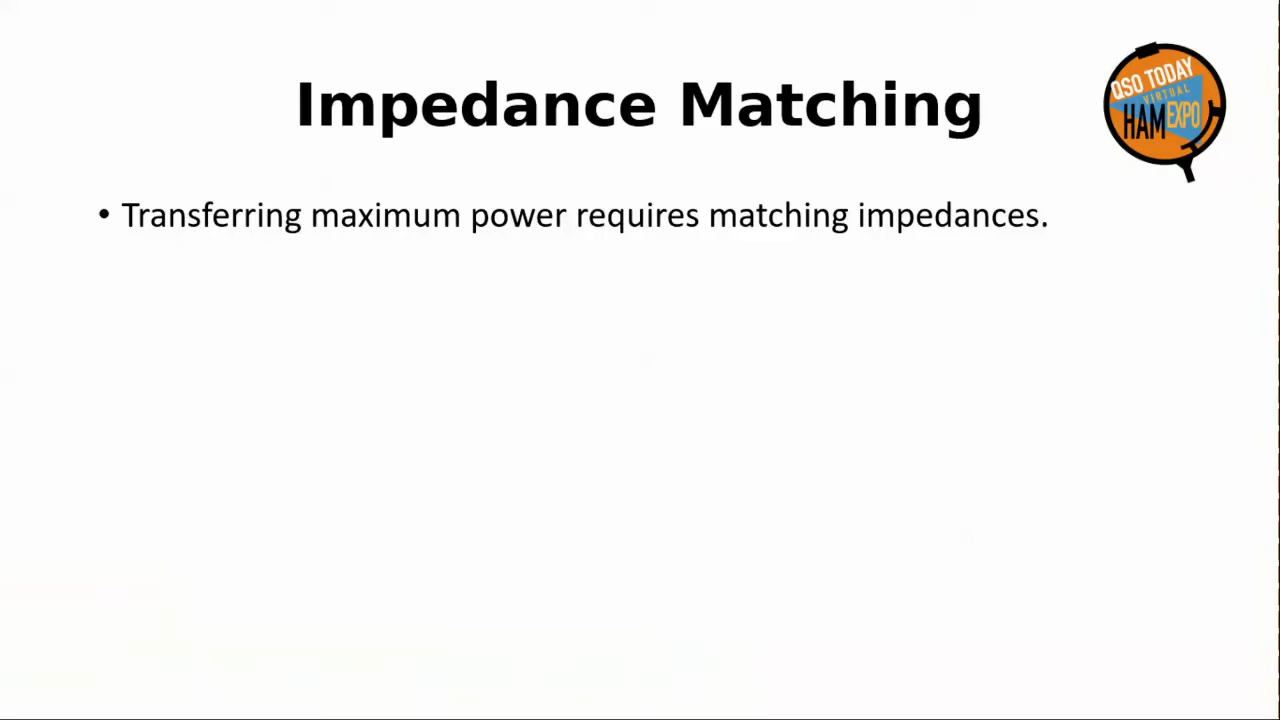 Impedance Matching
QSO TODAY
VIRTUAL
HAM EXPO
• Transferring maximum power requires matching impedances.